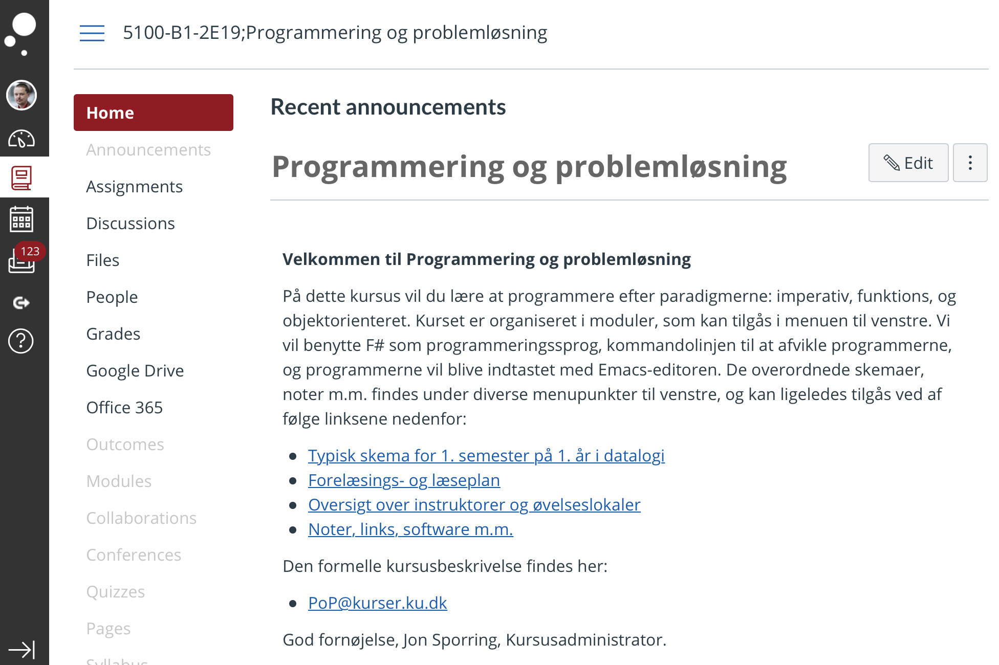 5100-B1-2E19;Programmering og problemløsning
Home
Announcements
Assignments
Discussions
Files
People
Grades
Google Drive
Office 365
Outcomes
Modules
Collaborations
Conferences
Quizzes
Pages
Syllabus
123
Recent announcements
Programmering og problemløsning
Edit
Velkommen til Programmering og problemløsning
På dette kursus vil du lære at programmere efter paradigmerne: imperativ, funktions, og
objektorienteret. Kurset er organiseret i moduler, som kan tilgås i menuen til venstre. Vi
vil benytte F# som programmeringssprog, kommandolinjen til at afvikle programmerne,
og programmerne vil blive indtastet med Emacs-editoren. De overordnede skemaer,
noter m.m. findes under diverse menupunkter til venstre, og kan ligeledes tilgås ved af
følge linksene nedenfor:
Typisk skema for 1. semester på 1. år i datalogi
Forelæsings- og læseplan
Oversigt over instruktorer og øvelseslokaler
Noter, links, software m.m.
Den formelle kursusbeskrivelse findes her:
PoP@kurser.ku.dk
God fornøjelse, Jon Sporring, Kursusadministrator.